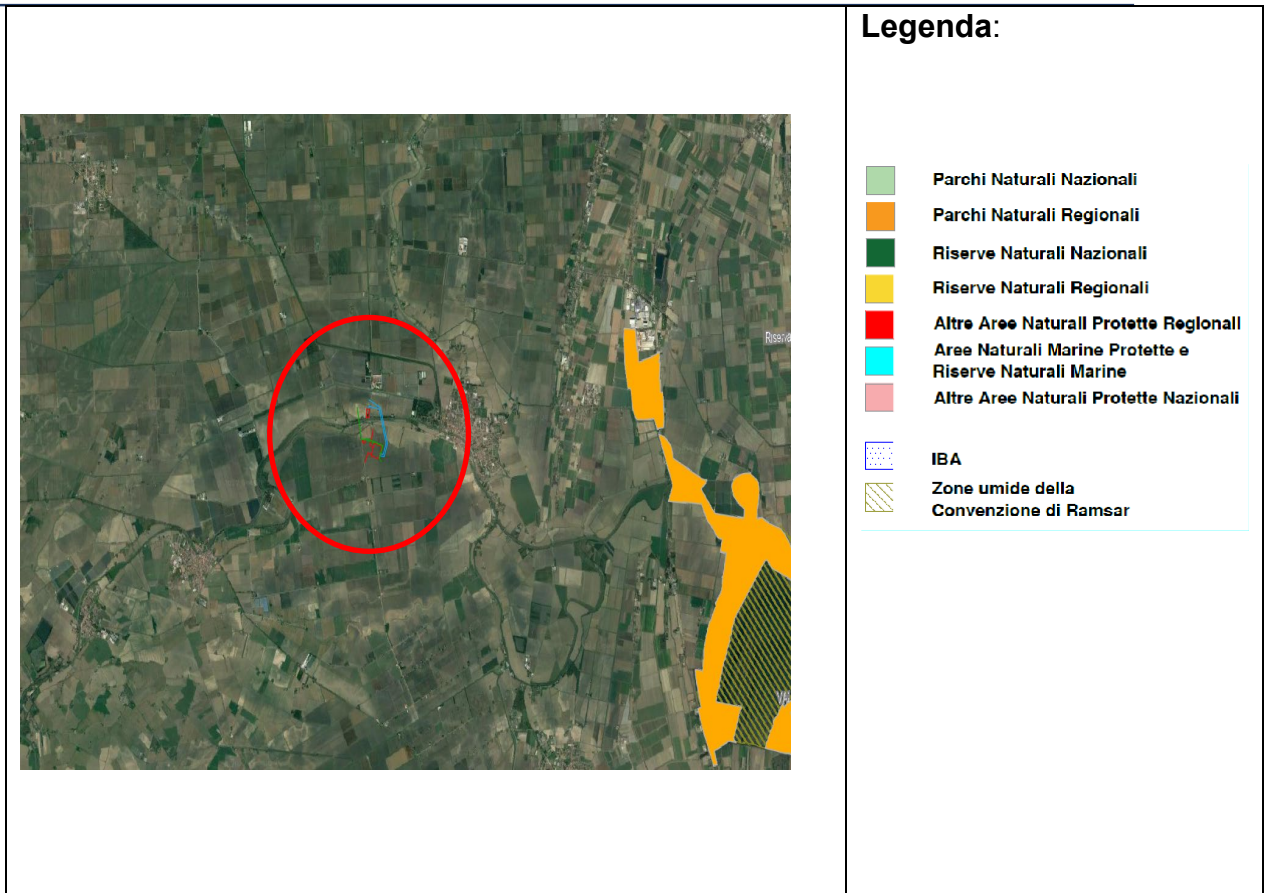 Legenda:
Parchi Naturali Nazionali
Parchi Naturali Regionali
Riserve Naturali Nazionali
Riserve Naturali Regionali
Altre Aree Naturali Protette Regionali
Aree Naturali Marine Protette e
Riserve Naturali Marine
Altre Aree Naturali Protette Nazionali
IBA
Zone umide della
Convenzione di Ramsar